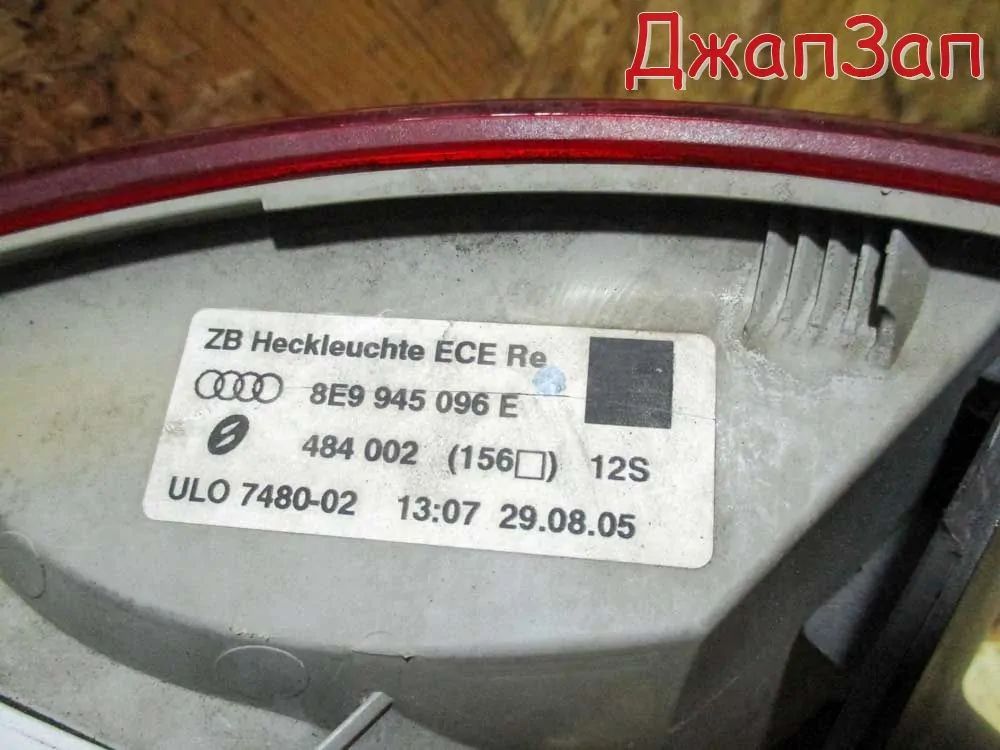 ДжапЗап
ZB Heckleuchte ECE Re
8E9 945 096 E
484 002 (156□) 12S
ULO 7480-02 13:07 29.08.05